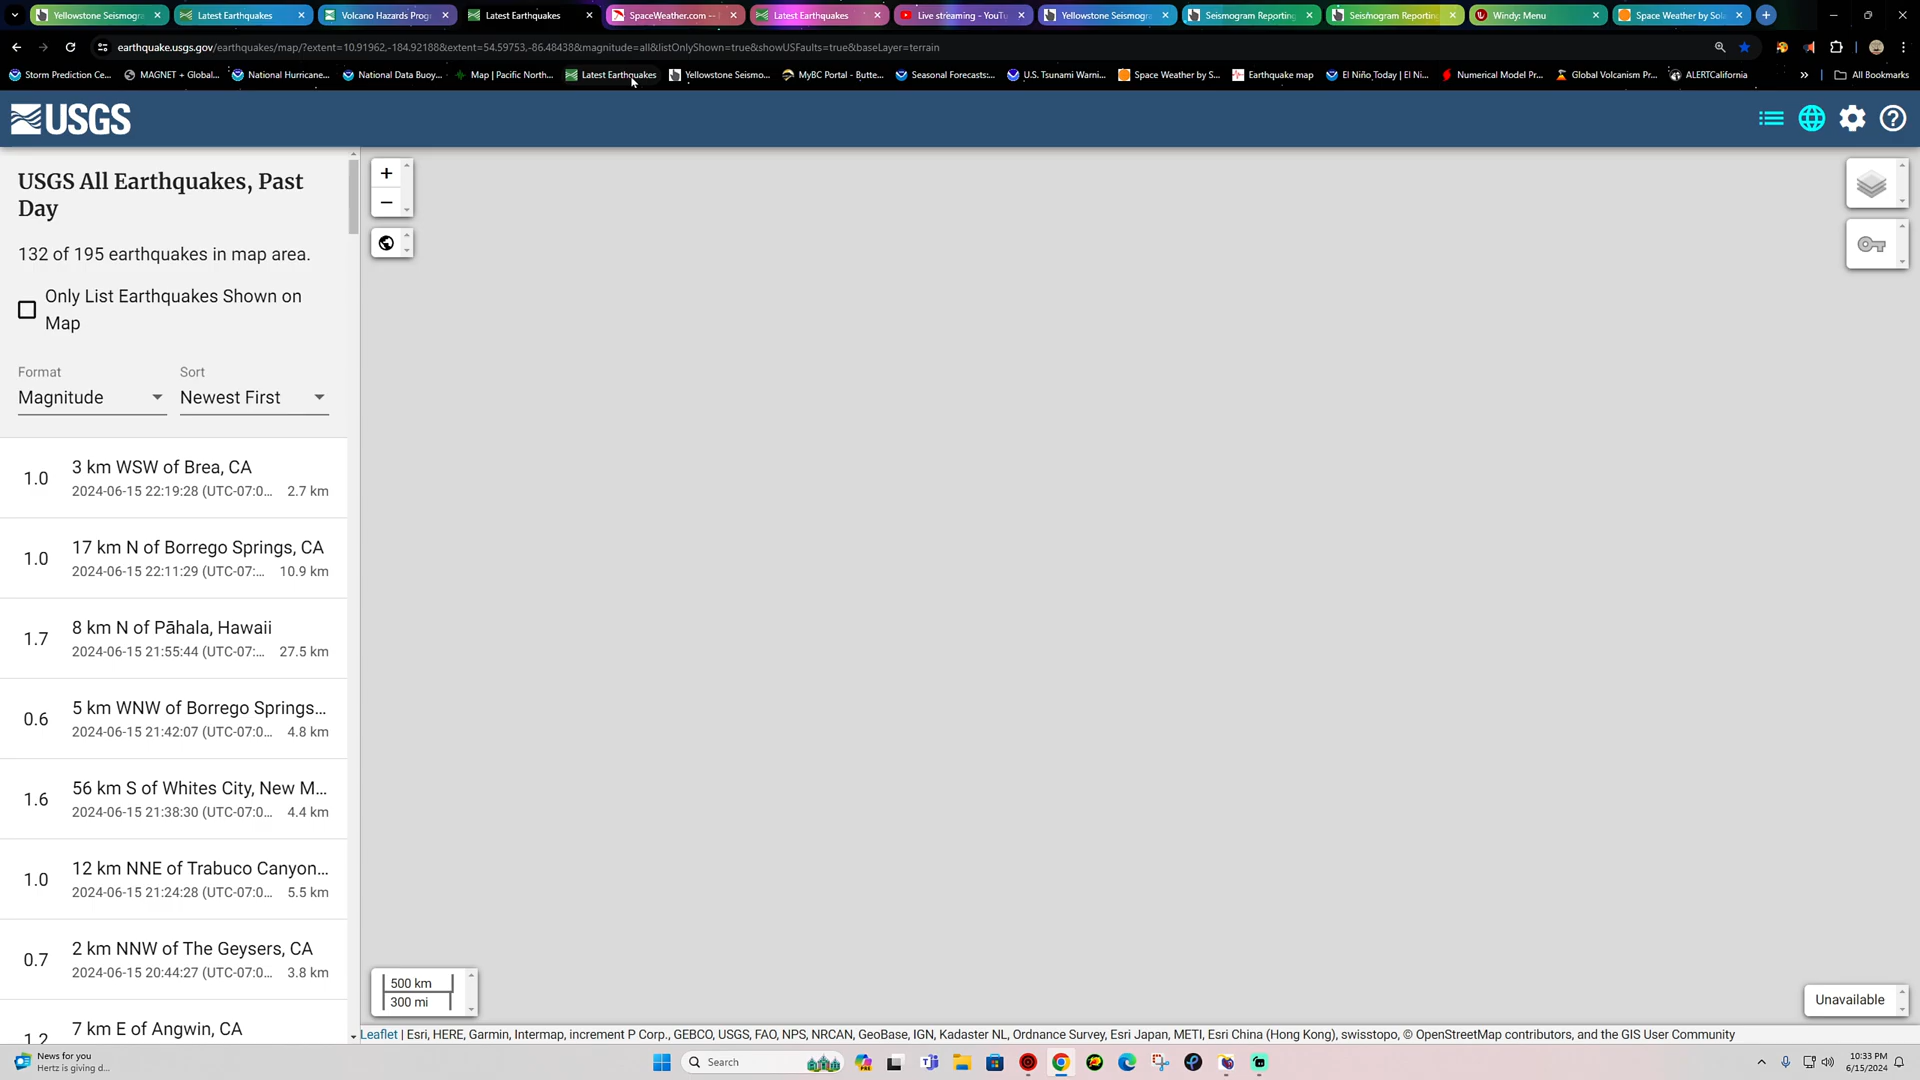 Yellowstone Seismogr
Latest Earthquakes
Volcano Hazards Prog
Latest Earthquakes
SpaceWeather.com --
Latest Earthquakes
Live streaming - YouTu
Yellowstone Seismogra
Seismogram Reporting
Seismogram Reporting
Windy: Menu
Space Weather by Sola
earthquake.usgs.gov/earthquakes/map/?extent=10.91962,-184.92188&extent=54.59753,-86.48438&magnitude=all&listOnlyShown=true&showUSFaults=true&baseLayer=terrain
Storm Prediction Ce...
MAGNET + Global...
National Hurricane...
National Data Buoy...
Map | Pacific North...
Latest Earthquakes
Yellowstone Seismo...
MyBC Portal - Butte...
Seasonal Forecasts:...
U.S. Tsunami Warni...
Space Weather by S...
Earthquake map
El Niño Today | El Ni...
Numerical Model Pr...
Global Volcanism Pr...
ALERTCalifornia
»
All Bookmarks
USGS
USGS All Earthquakes, Past
Day
132 of 195 earthquakes in map area.
Only List Earthquakes Shown on
Map
Format
Sort
Magnitude
Newest First
1.0
3 km WSW of Brea, CA
2024-06-15 22:19:28 (UTC-07:0...
2.7 km
1.0
17 km N of Borrego Springs, CA
2024-06-15 22:11:29 (UTC-07:...
10.9 km
1.7
8 km N of Pāhala, Hawaii
2024-06-15 21:55:44 (UTC-07:...
27.5 km
0.6
5 km WNW of Borrego Springs...
2024-06-15 21:42:07 (UTC-07:0...
4.8 km
1.6
56 km S of Whites City, New M...
2024-06-15 21:38:30 (UTC-07:0...
4.4 km
1.0
12 km NNE of Trabuco Canyon...
2024-06-15 21:24:28 (UTC-07:0...
5.5 km
0.7
2 km NNW of The Geysers, CA
2024-06-15 20:44:27 (UTC-07:0...
3.8 km
1.2
7 km E of Angwin, CA
+
−
500 km
300 mi
Unavailable
Leaflet | Esri, HERE, Garmin, Intermap, increment P Corp., GEBCO, USGS, FAO, NPS, NRCAN, GeoBase, IGN, Kadaster NL, Ordnance Survey, Esri Japan, METI, Esri China (Hong Kong), swisstopo, © OpenStreetMap contributors, and the GIS User Community
News for you
Hertz is giving d...
Search
10:33 PM
6/15/2024